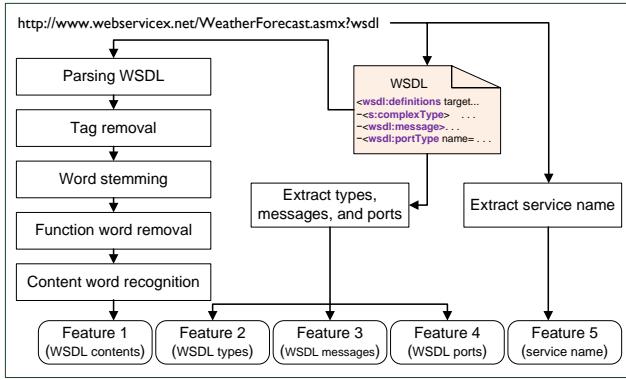 http://www.webservicex.net/WeatherForecast.asmx?wsdl
Parsing WSDL
Tag removal
Word stemming
Function word removal
Content word recognition
WSDL
<wsdl:definitions target...
−<s:complexType> . . .
−<wsdl:message>. . .
−<wsdl:portType name= . . .
Extract types,
messages, and ports
Extract service name
Feature 1
(WSDL contents)
Feature 2
(WSDL types)
Feature 3
(WSDL messages)
Feature 4
(WSDL ports)
Feature 5
(service name)